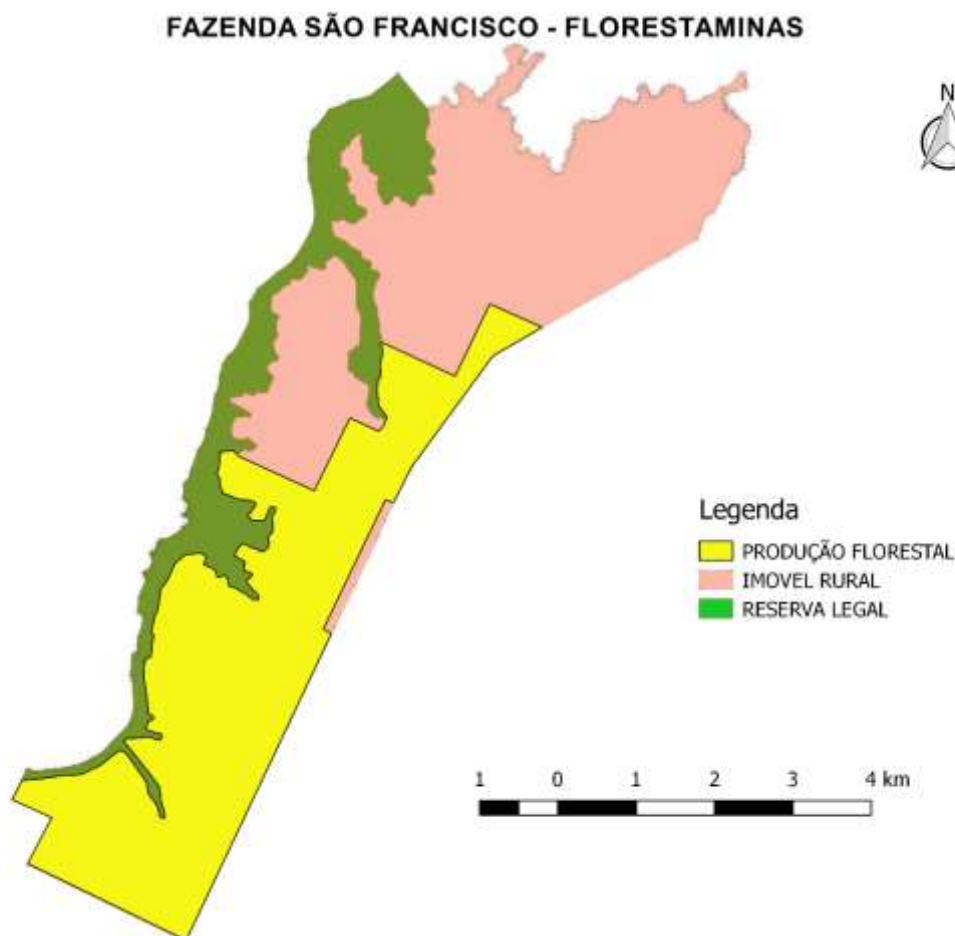 FAZENDA SÃO FRANCISCO - FLORESTAMINAS
N
Legenda
PRODUÇÃO FLORESTAL
IMOVEL RURAL
RESERVA LEGAL
1 0 1 2 3 4 km